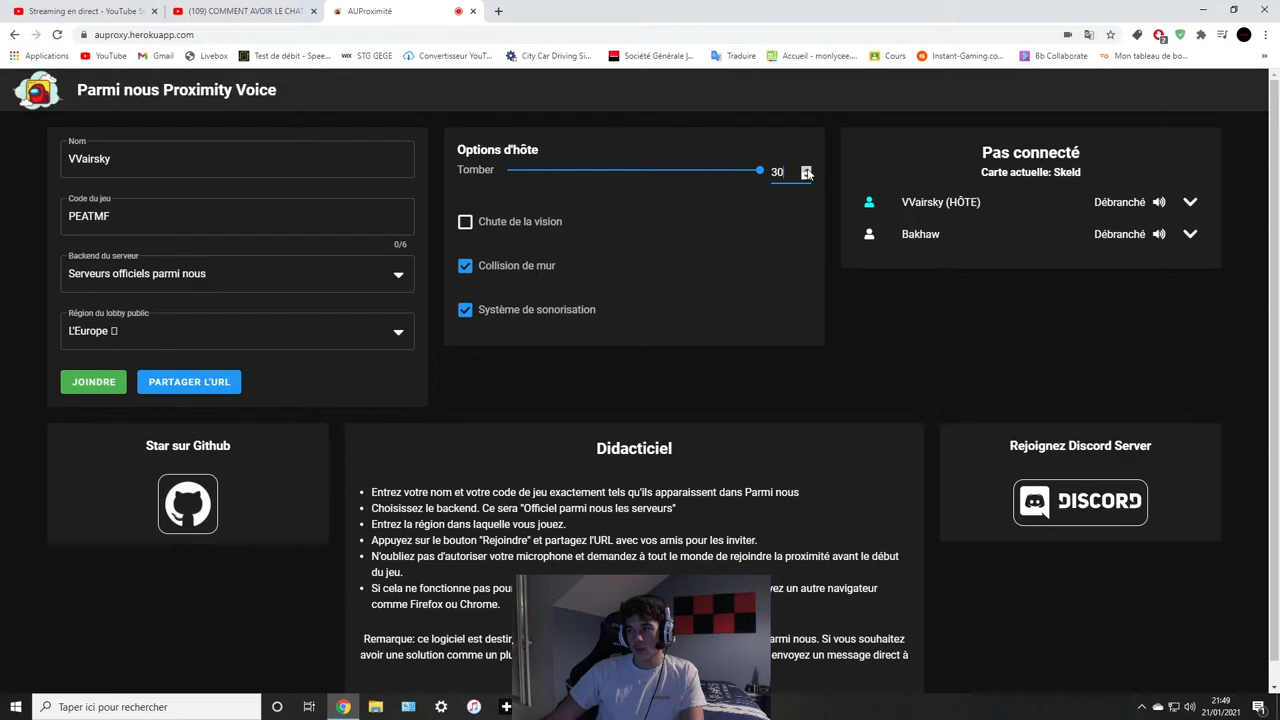 Streaming en direct - YouTube St
(109) COMMENT AVOIR LE CHAT
AUProximité
auproxy.herokuapp.com
Applications
YouTube
Gmail
Livebox
Test de débit - Spee...
STG GEGE
Convertisseur YouT...
City Car Driving Si...
Société Générale |...
Traduire
Accueil - monlycee...
Cours
Instant-Gaming.co...
Bb Collaborate
Mon tableau de bo...
Parmi nous Proximity Voice
Nom
VVairsky
Code du jeu
PEATMF
0/6
Backend du serveur
Serveurs officiels parmi nous
Région du lobby public
L'Europe
JOINDRE
PARTAGER L'URL
Options d'hôte
Tomber
30
Chute de la vision
Collision de mur
Système de sonorisation
Pas connecté
Carte actuelle: Skeld
VVairsky (HÔTE) Débranché
Bakhaw Débranché
Star sur Github
Didacticiel
Entrez votre nom et votre code de jeu exactement tels qu'ils apparaissent dans Parmi nous
Choisissez le backend. Ce sera "Officiel parmi nous les serveurs"
Entrez la région dans laquelle vous jouez.
Appuyez sur le bouton "Rejoindre" et partagez l'URL avec vos amis pour les inviter.
N'oubliez pas d'autoriser votre microphone et demandez à tout le monde de rejoindre la proximité avant le début
du jeu.
Si cela ne fonctionne pas un autre navigateur
comme Firefox ou Chrome.
Remarque: ce logiciel est nous. Si vous souhaitez
avoir une solution comme un envoyez un message direct à
Rejoignez Discord Server
DISCORD
Taper ici pour rechercher
21:49
21/01/2021